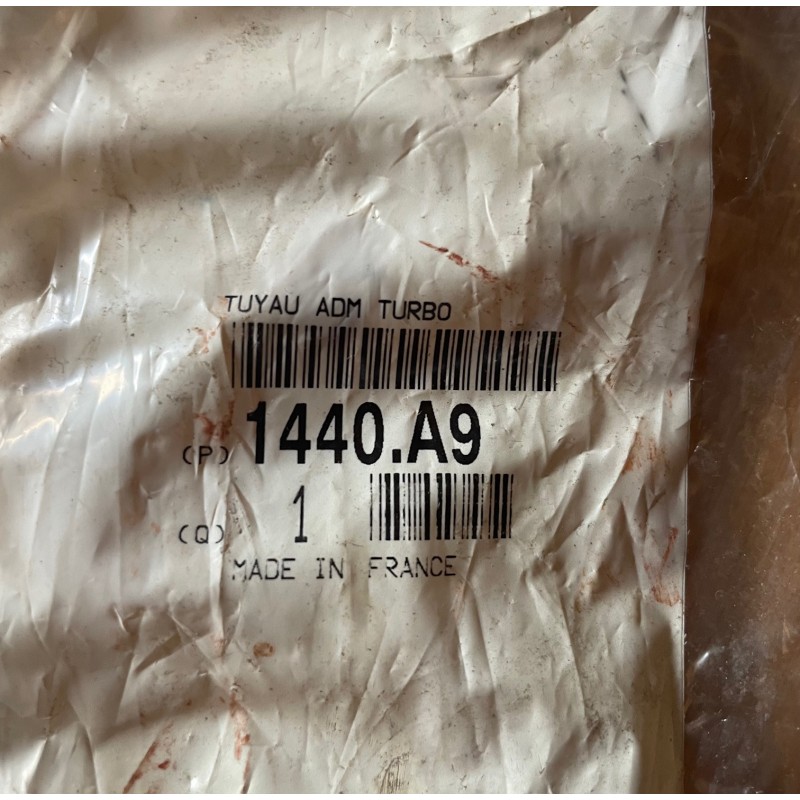 TUYAU ADM TURBO
(P) 1440.A9
(Q) 1
MADE IN FRANCE